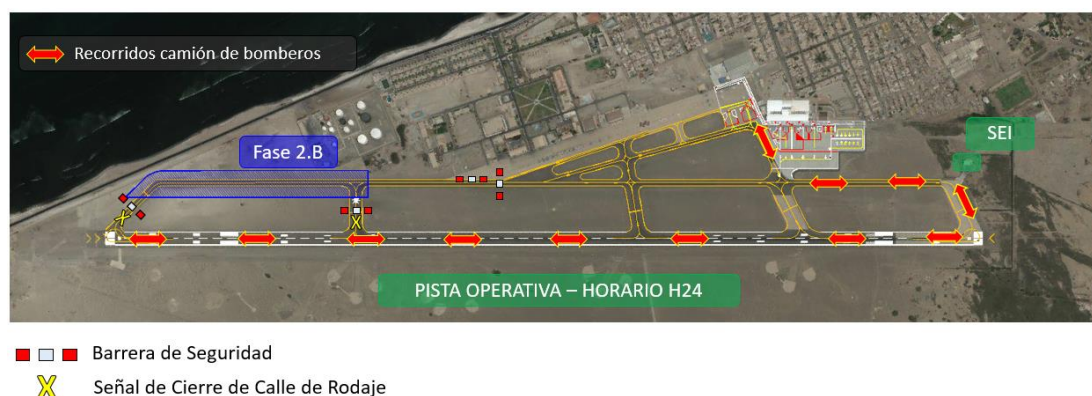 Recorridos camión de bomberos
Fase 2.B
SEI
PISTA OPERATIVA – HORARIO H24
Barrera de Seguridad
Señal de Cierre de Calle de Rodaje